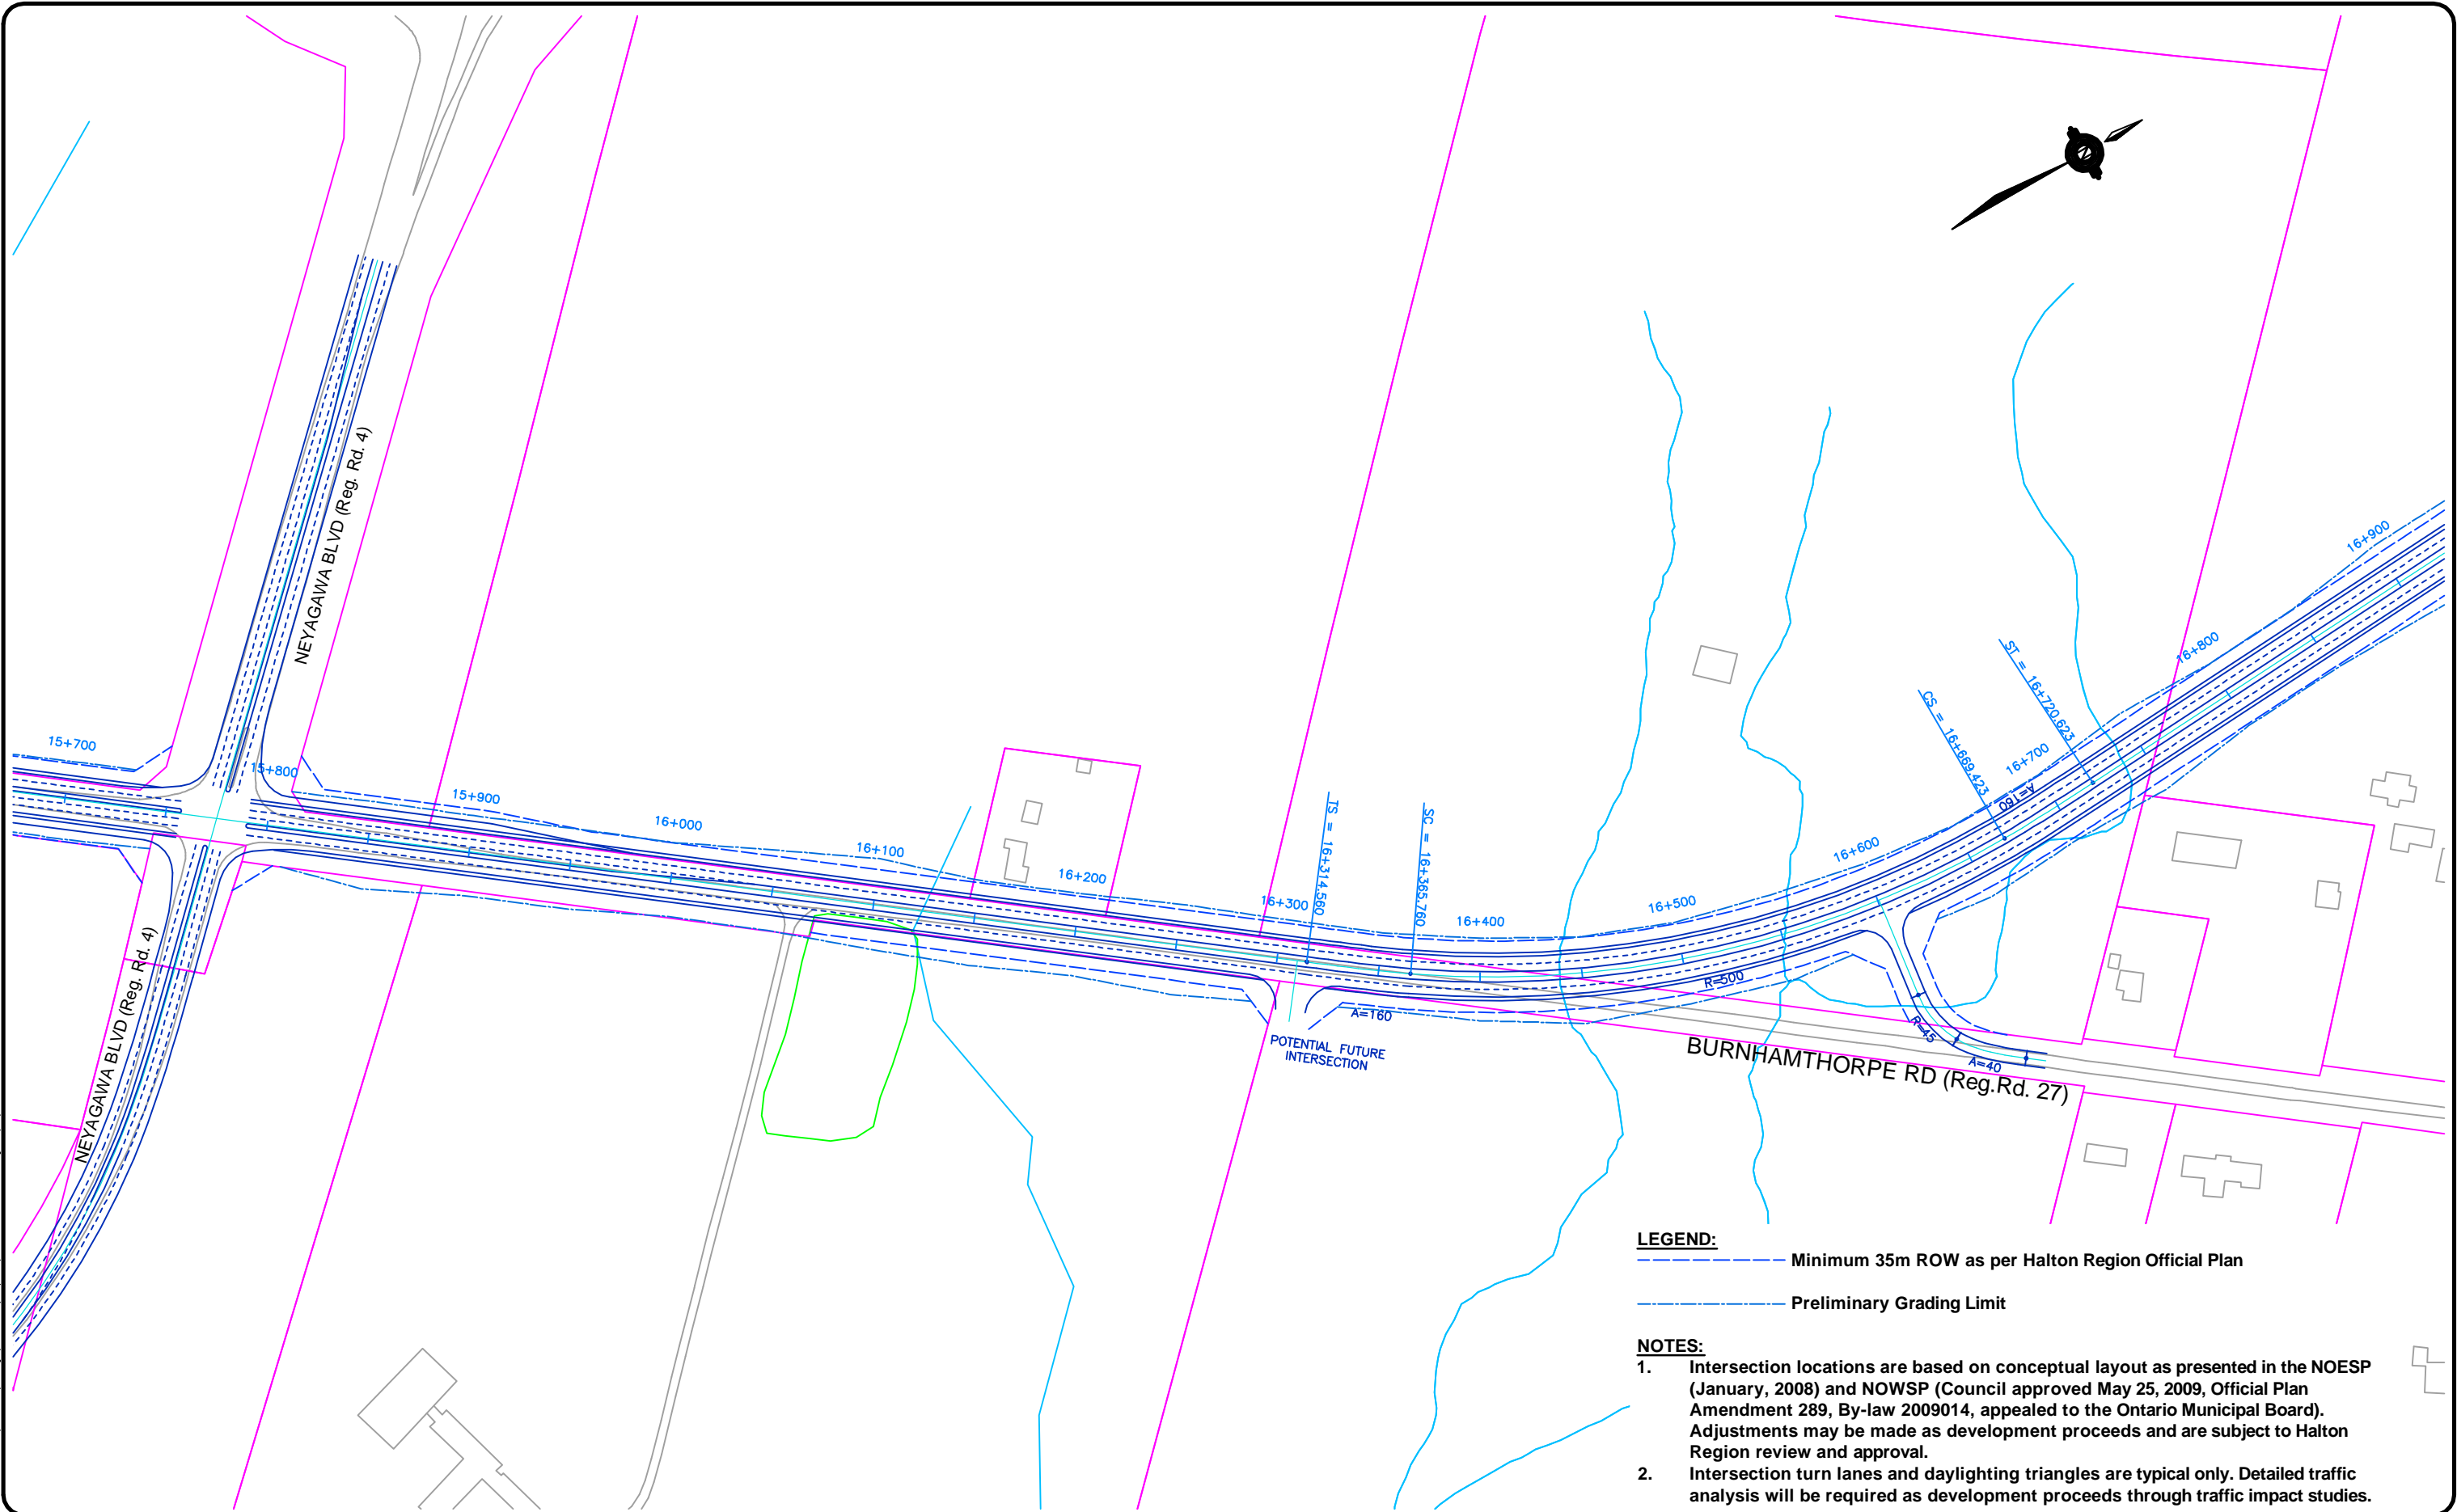 NEYAGAWA BLVD (Reg. Rd. 4)
15+700
15+800
15+900
16+000
16+100
16+200
16+300
TS = 16+314.560
SC = 16+365.760
16+400
16+500
16+600
CS = 16+669.423
16+700
ST = 16+720.623
16+800
16+900
A=160
R=500
A=160
R=45
A=40
POTENTIAL FUTURE
INTERSECTION
BURNHAMTHORPE RD (Reg.Rd. 27)
NEYAGAWA BLVD (Reg. Rd. 4)
LEGEND:
Minimum 35m ROW as per Halton Region Official Plan
Preliminary Grading Limit
NOTES:
1. Intersection locations are based on conceptual layout as presented in the NOESP
(January, 2008) and NOWSP (Council approved May 25, 2009, Official Plan
Amendment 289, By-law 2009014, appealed to the Ontario Municipal Board).
Adjustments may be made as development proceeds and are subject to Halton
Region review and approval.
2. Intersection turn lanes and daylighting triangles are typical only. Detailed traffic
analysis will be required as development proceeds through traffic impact studies.